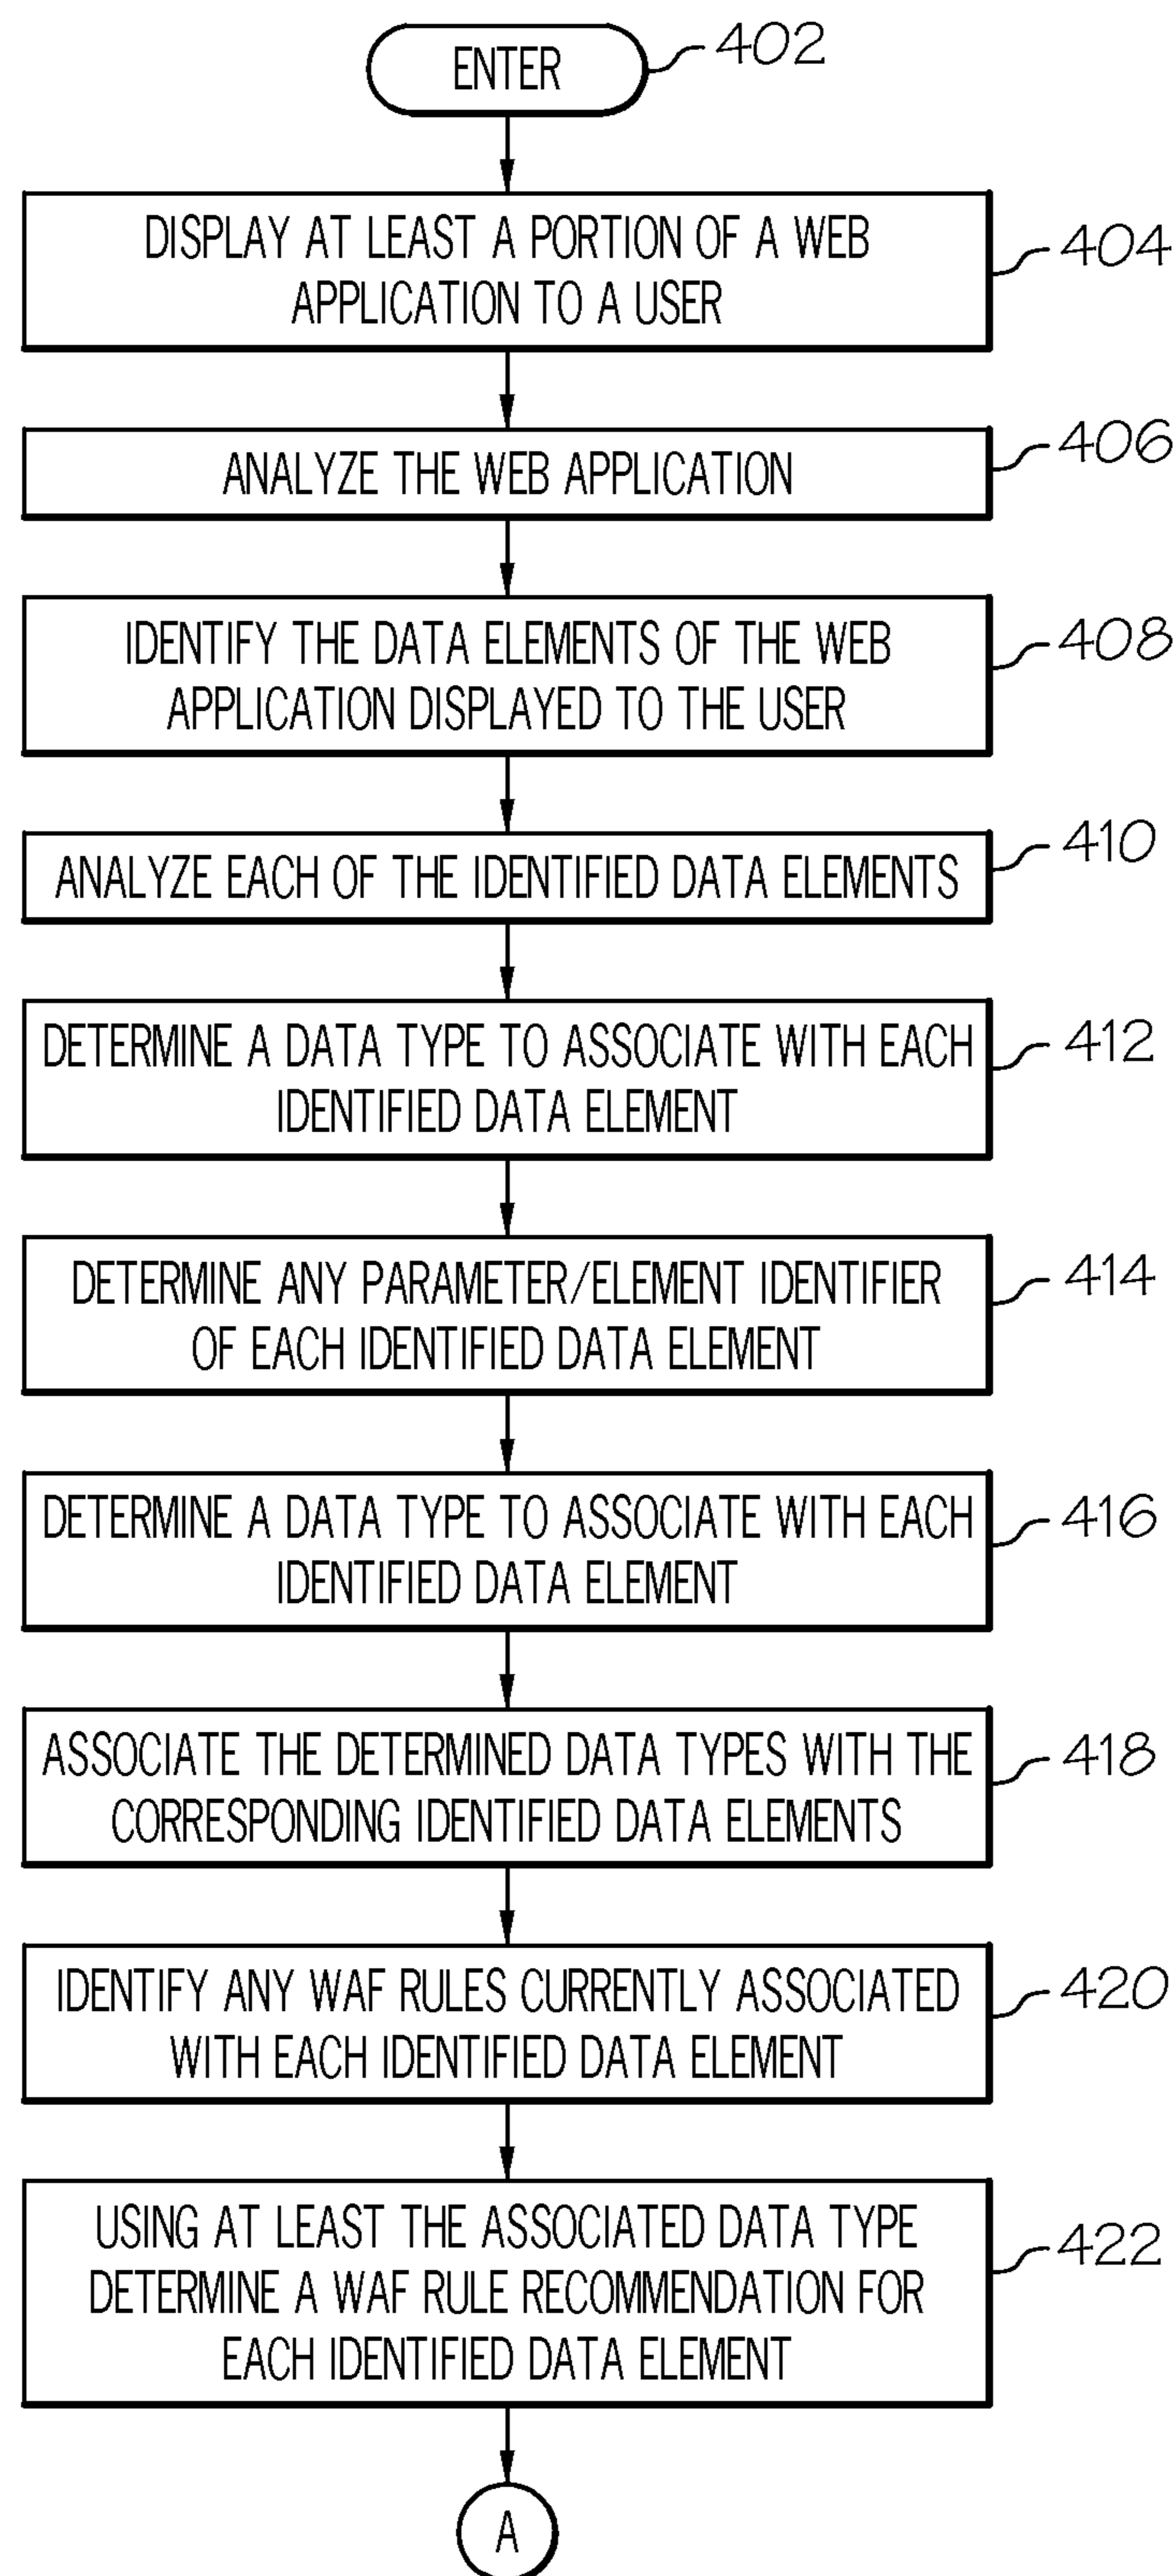 ENTER
402
DISPLAY AT LEAST A PORTION OF A WEB
APPLICATION TO A USER
404
ANALYZE THE WEB APPLICATION
406
IDENTIFY THE DATA ELEMENTS OF THE WEB
APPLICATION DISPLAYED TO THE USER
408
ANALYZE EACH OF THE IDENTIFIED DATA ELEMENTS
410
DETERMINE A DATA TYPE TO ASSOCIATE WITH EACH
IDENTIFIED DATA ELEMENT
412
DETERMINE ANY PARAMETER/ELEMENT IDENTIFIER
OF EACH IDENTIFIED DATA ELEMENT
414
DETERMINE A DATA TYPE TO ASSOCIATE WITH EACH
IDENTIFIED DATA ELEMENT
416
ASSOCIATE THE DETERMINED DATA TYPES WITH THE
CORRESPONDING IDENTIFIED DATA ELEMENTS
418
IDENTIFY ANY WAF RULES CURRENTLY ASSOCIATED
WITH EACH IDENTIFIED DATA ELEMENT
420
USING AT LEAST THE ASSOCIATED DATA TYPE
DETERMINE A WAF RULE RECOMMENDATION FOR
EACH IDENTIFIED DATA ELEMENT
422
A